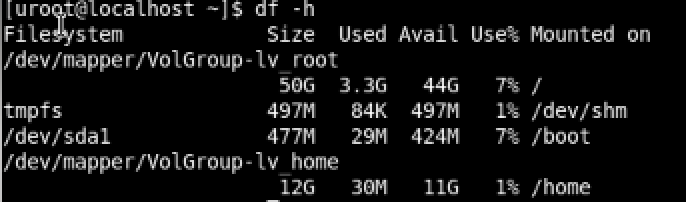 [uroot@localhost ~]$ df -h
Filesystem            Size  Used Avail Use% Mounted on
/dev/mapper/VolGroup-lv_root
                       50G  3.3G   44G   7% /
tmpfs                 497M   84K  497M   1% /dev/shm
/dev/sda1             477M   29M  424M   7% /boot
/dev/mapper/VolGroup-lv_home
                       12G   30M   11G   1% /home